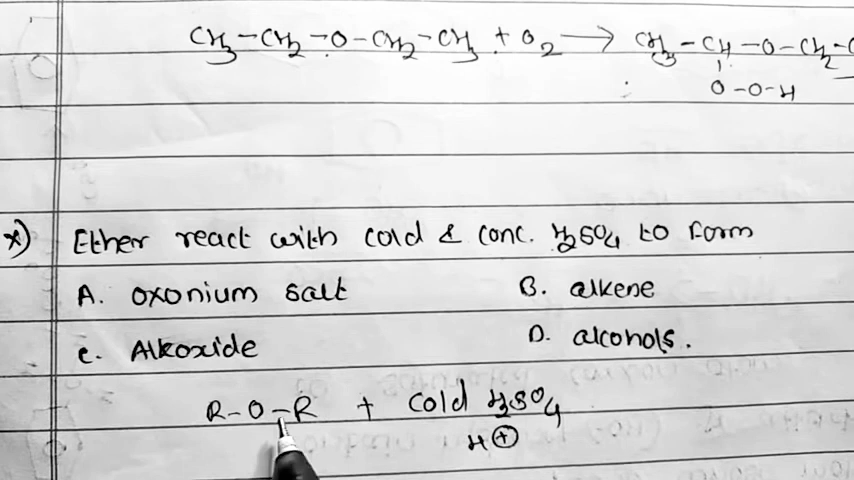 CH3-CH2-O-CH2-CH3 + O2 → CH3-CH-O-CH2-
O-O-H
x) Ether react with cold & conc. H2SO4 to form
A. oxonium salt B. alkene
C. Alkoxide D. alcohols.
R-O-R + cold H2SO4
H⊕